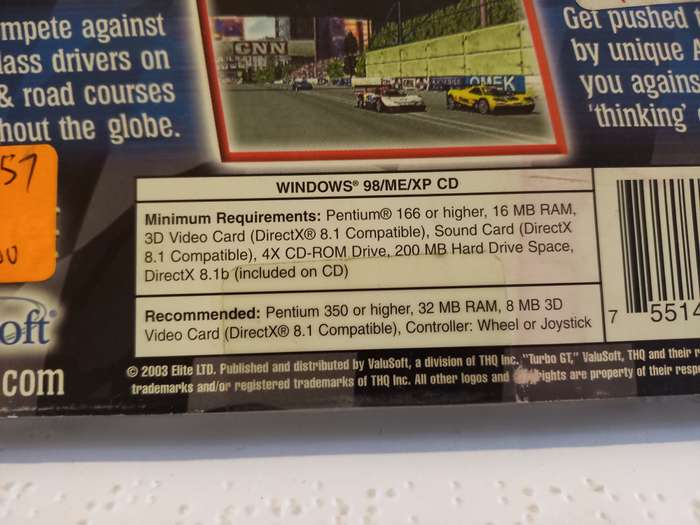 mpete against
lass drivers on
& road courses
hout the globe.
GNN
OMEK
Get pushed
by unique
you agains
'thinking'
57
WINDOWS® 98/ME/XP CD
Minimum Requirements: Pentium® 166 or higher, 16 MB RAM,
3D Video Card (DirectX® 8.1 Compatible), Sound Card (DirectX
8.1 Compatible), 4X CD-ROM Drive, 200 MB Hard Drive Space,
DirectX 8.1b (included on CD)
Recommended: Pentium 350 or higher, 32 MB RAM, 8 MB 3D
Video Card (DirectX® 8.1 Compatible), Controller: Wheel or Joystick
7 5514
oft®
.com
© 2003 Elite LTD. Published and distributed by ValuSoft, a division of THQ Inc. "Turbo GT," ValuSoft, THQ and their r
trademarks and/or registered trademarks of THQ Inc. All other logos and rights are property of their respe